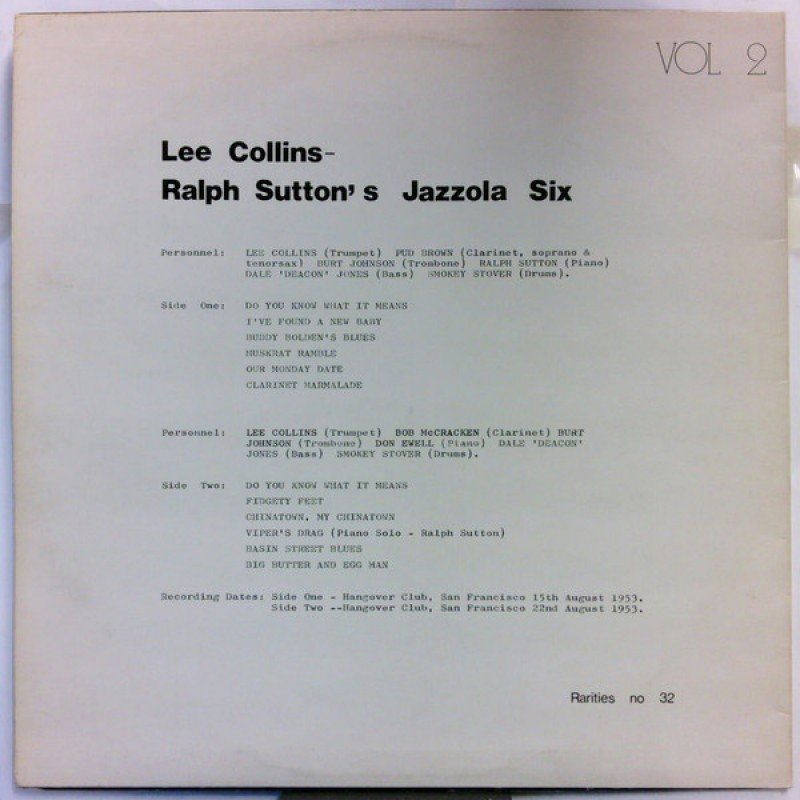 VOL 2
Lee Collins-
Ralph Sutton's Jazzola Six
Personnel: LEE COLLINS (Trumpet) PUD BROWN (Clarinet, soprano &
tenorsax) BURT JOHNSON (Trombone) RALPH SUTTON (Piano)
DALE 'DEACON' JONES (Bass) SMOKEY STOVER (Drums).
Side One: DO YOU KNOW WHAT IT MEANS
I'VE FOUND A NEW BABY
BUDDY BOLDEN'S BLUES
MUSKRAT RAMBLE
OUR MONDAY DATE
CLARINET MARMALADE
Personnel: LEE COLLINS (Trumpet) BOB McCRACKEN (Clarinet) BURT
JOHNSON (Trombone) DON EWELL (Piano) DALE 'DEACON'
JONES (Bass) SMOKEY STOVER (Drums).
Side Two: DO YOU KNOW WHAT IT MEANS
FIDGETY FEET
CHINATOWN, MY CHINATOWN
VIPER'S DRAG (Piano Solo - Ralph Sutton)
BASIN STREET BLUES
BIG BUTTER AND EGG MAN
Recording Dates: Side One - Hangover Club, San Francisco 15th August 1953.
Side Two --Hangover Club, San Francisco 22nd August 1953.
Rarities no 32